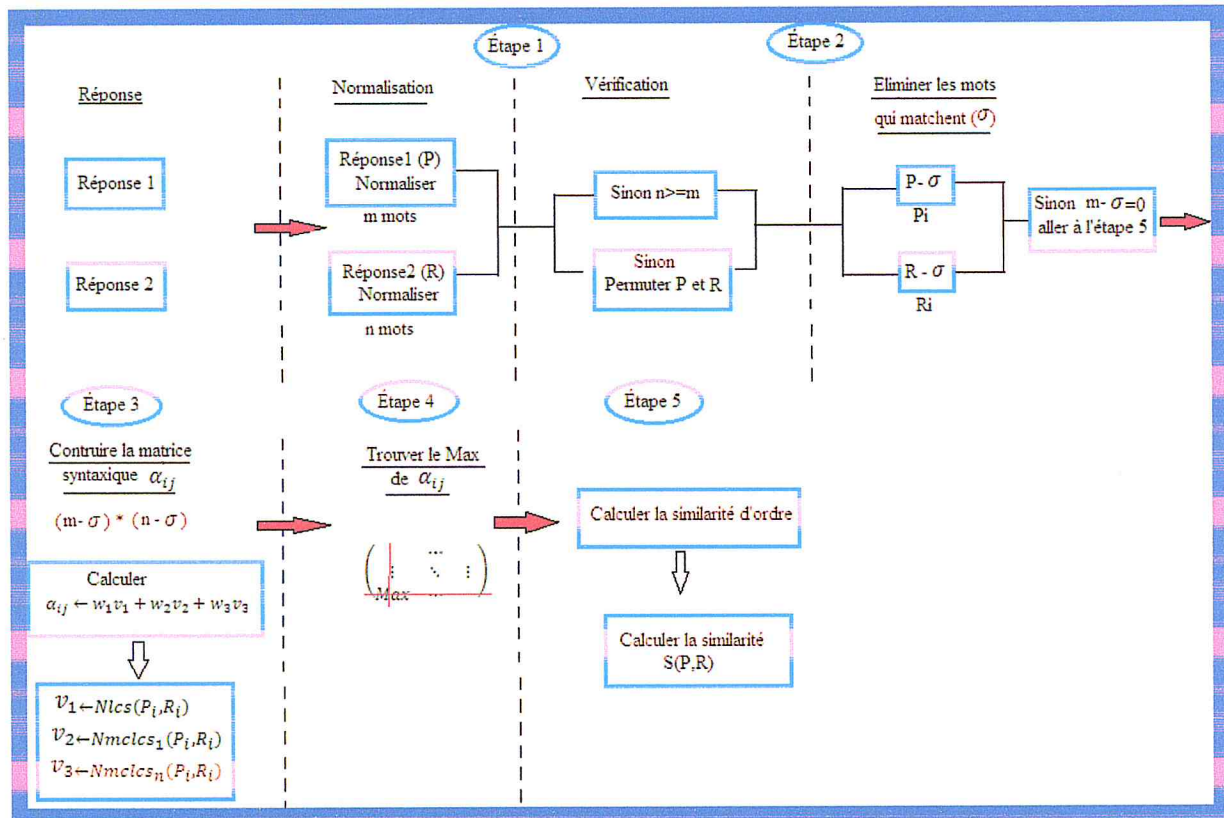 Étape 1
Étape 2
Réponse
Réponse 1
Réponse 2
Normalisation
Réponse1 (P)
Normaliser
m mots
Réponse2 (R)
Normaliser
n mots
Vérification
Sinon n>=m
Sinon
Permuter P et R
Eliminer les mots
qui matchent (σ)
P- σ
Pi
R - σ
Ri
Sinon m- σ=0
aller à l'étape 5
Étape 3
Contruire la matrice
syntaxique αij
(m- σ) * (n - σ)
Calculer
αij ← w1v1 + w2v2 + w3v3
v1←Nlcs(Pi,Ri)
v2←Nmclcs1(Pi,Ri)
v3←Nmclcsn(Pi,Ri)
Étape 4
Trouver le Max
de αij
( ⋮ ⋯ ⋱ ⋮ )
Max ⋯
Étape 5
Calculer la similarité d'ordre
Calculer la similarité
S(P,R)